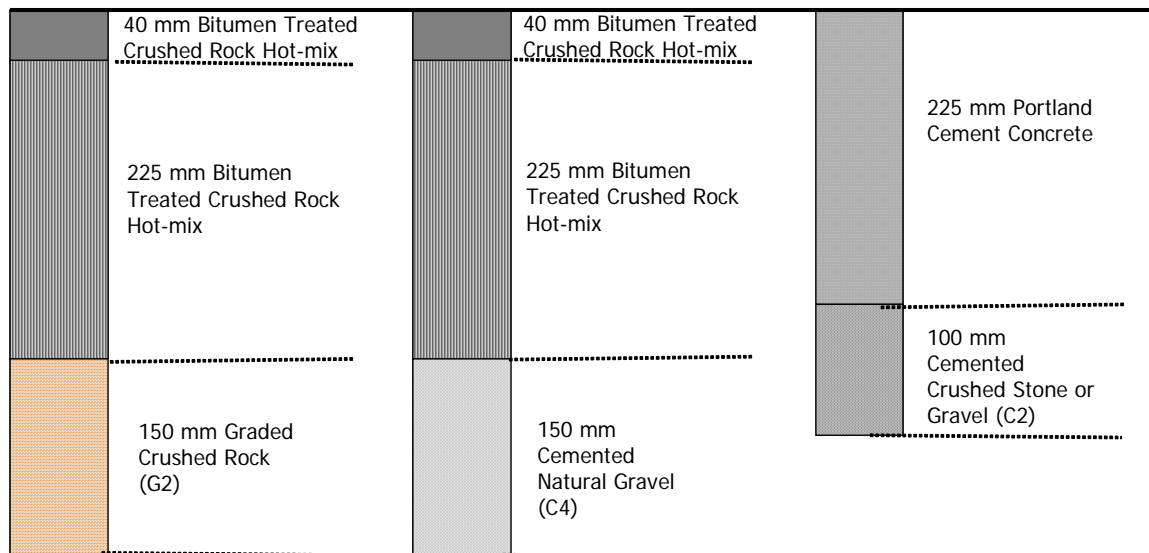 40 mm Bitumen Treated
Crushed Rock Hot-mix
225 mm Bitumen
Treated Crushed Rock
Hot-mix
150 mm Graded
Crushed Rock
(G2)
40 mm Bitumen Treated
Crushed Rock Hot-mix
225 mm Bitumen
Treated Crushed Rock
Hot-mix
150 mm
Cemented
Natural Gravel
(C4)
225 mm Portland
Cement Concrete
100 mm
Cemented
Crushed Stone or
Gravel (C2)